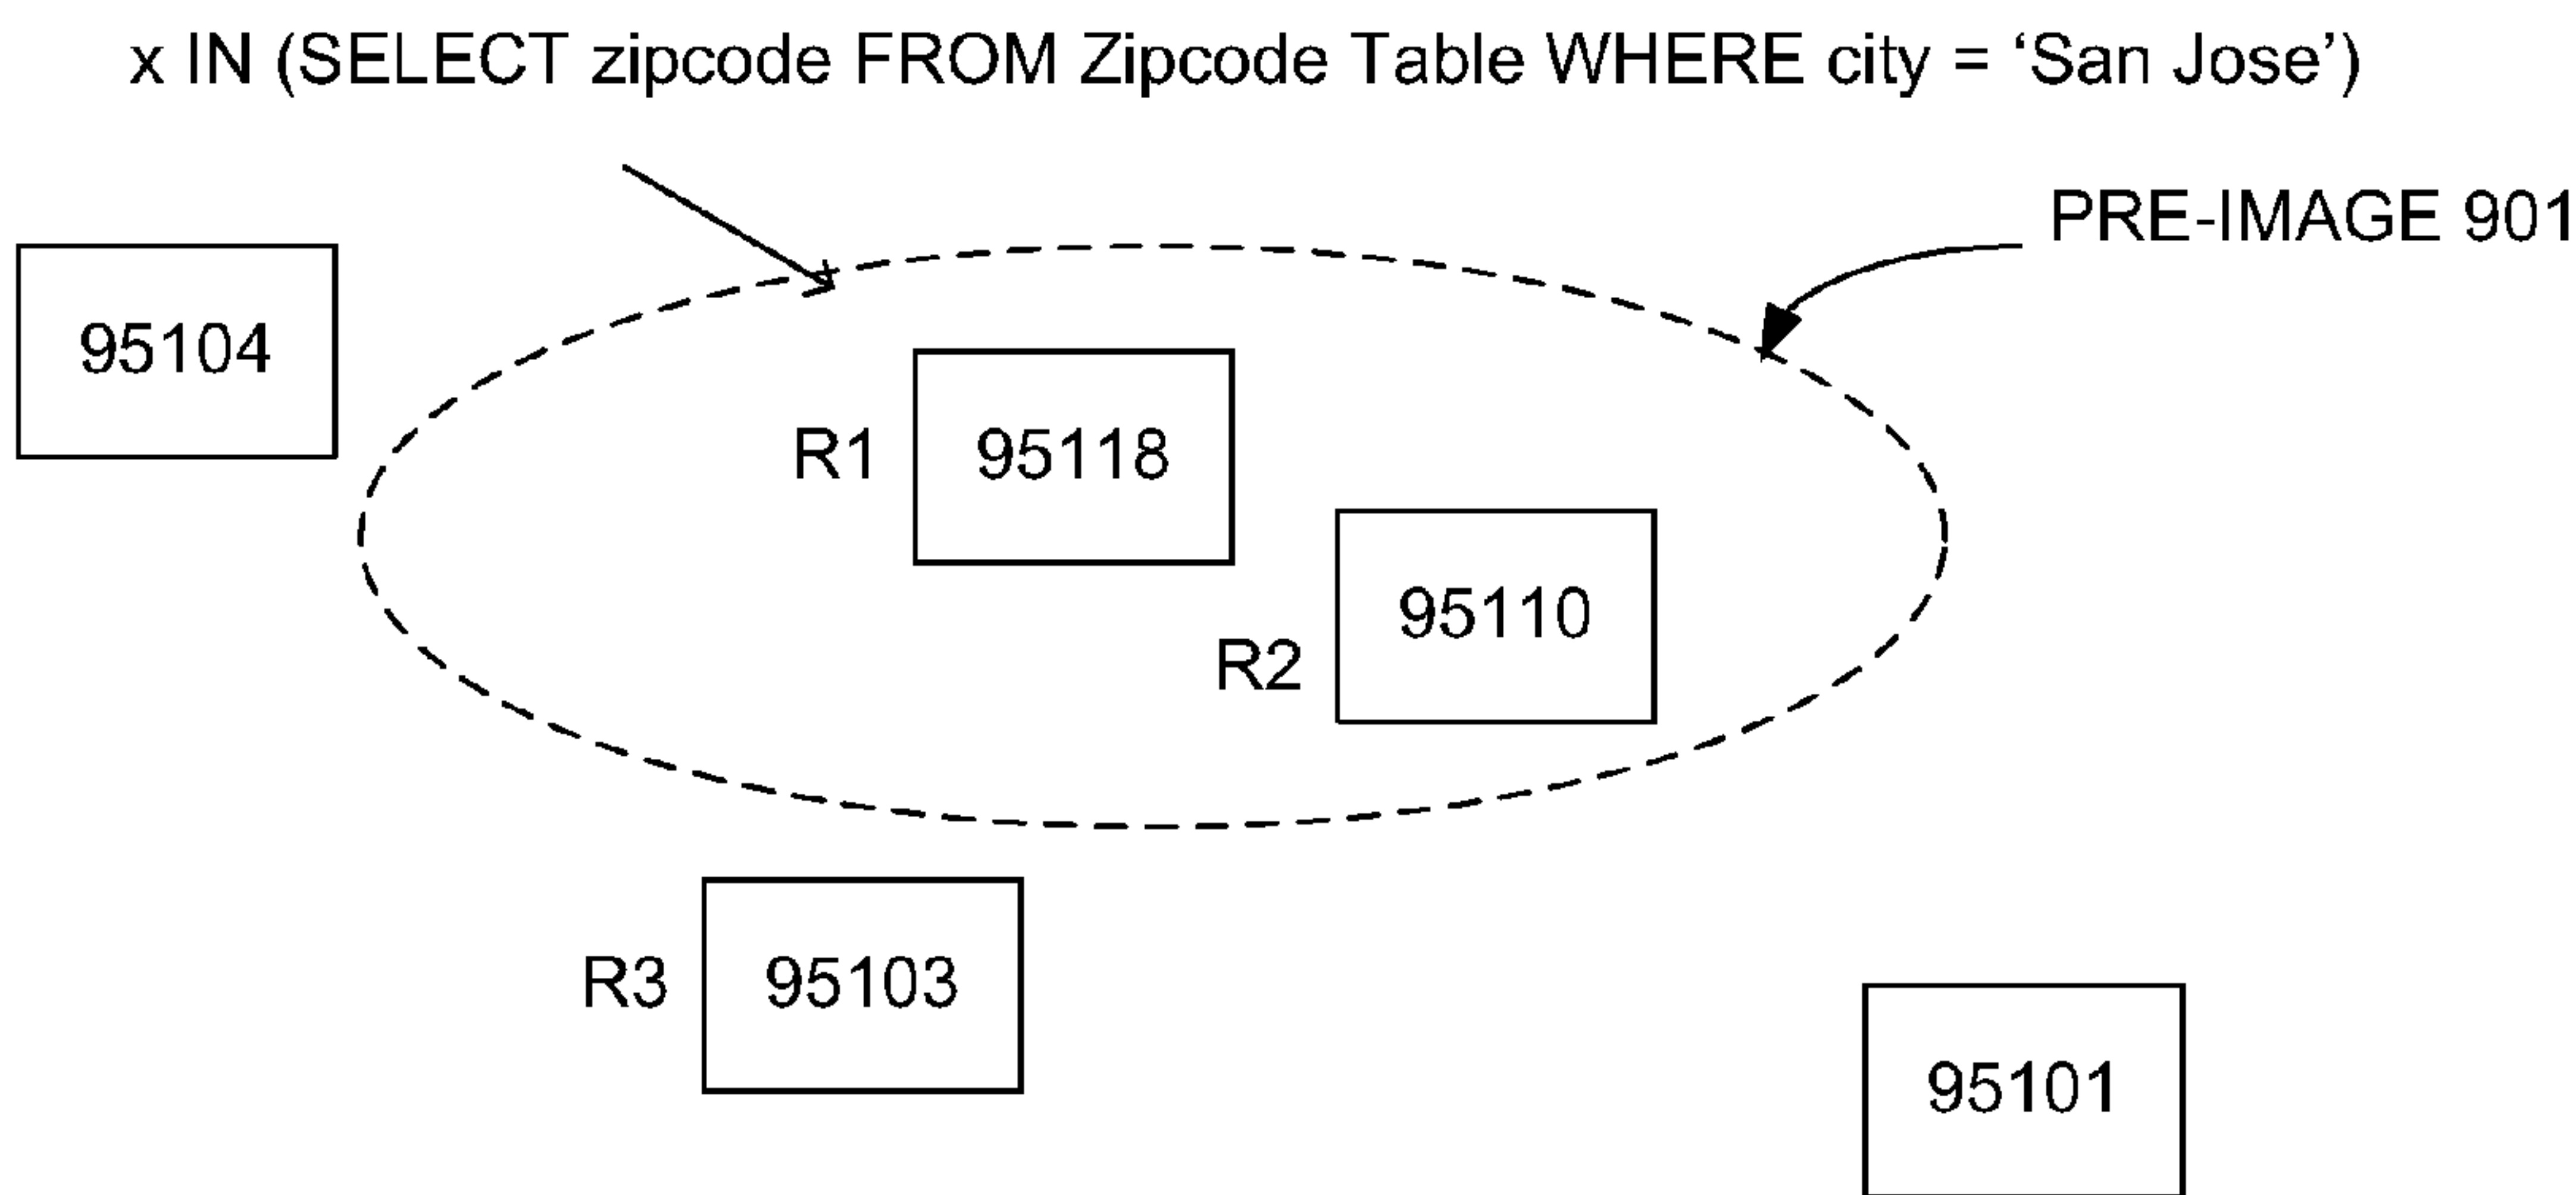 x IN (SELECT zipcode FROM Zipcode Table WHERE city = ‘San Jose’)
PRE-IMAGE 901
95104
R1 95118
95110
R2
R3 95103
95101